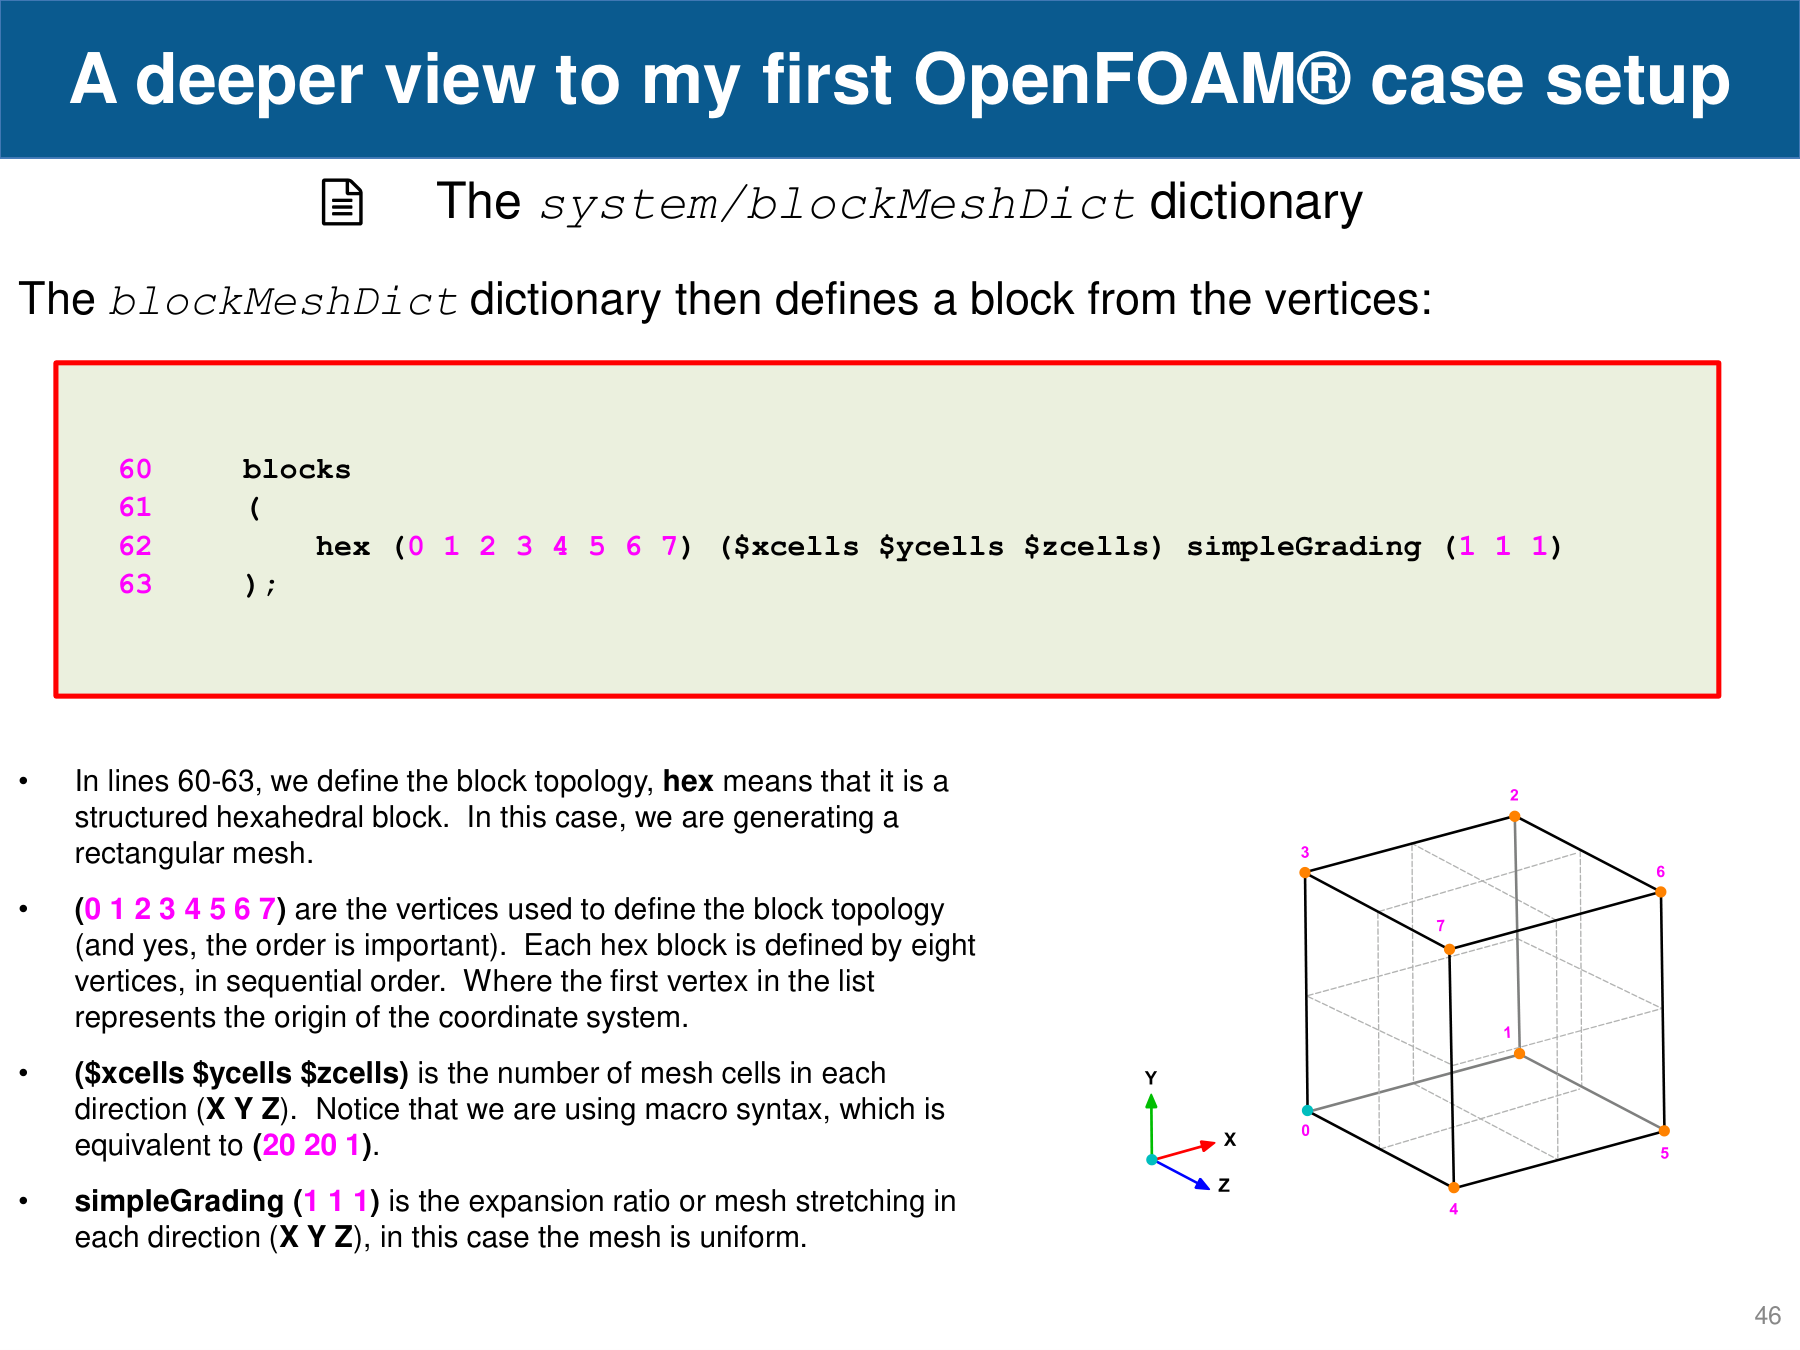 A deeper view to my first OpenFOAM® case setup
The system/blockMeshDict dictionary
The blockMeshDict dictionary then defines a block from the vertices:
60 blocks
61 (
62 hex (0 1 2 3 4 5 6 7) ($xcells $ycells $zcells) simpleGrading (1 1 1)
63 );
• In lines 60-63, we define the block topology, hex means that it is a
structured hexahedral block. In this case, we are generating a
rectangular mesh.
• (0 1 2 3 4 5 6 7) are the vertices used to define the block topology
(and yes, the order is important). Each hex block is defined by eight
vertices, in sequential order. Where the first vertex in the list
represents the origin of the coordinate system.
• ($xcells $ycells $zcells) is the number of mesh cells in each
direction (X Y Z). Notice that we are using macro syntax, which is
equivalent to (20 20 1).
• simpleGrading (1 1 1) is the expansion ratio or mesh stretching in
each direction (X Y Z), in this case the mesh is uniform.
2
3
6
7
1
Y
X
0
5
Z
4
46